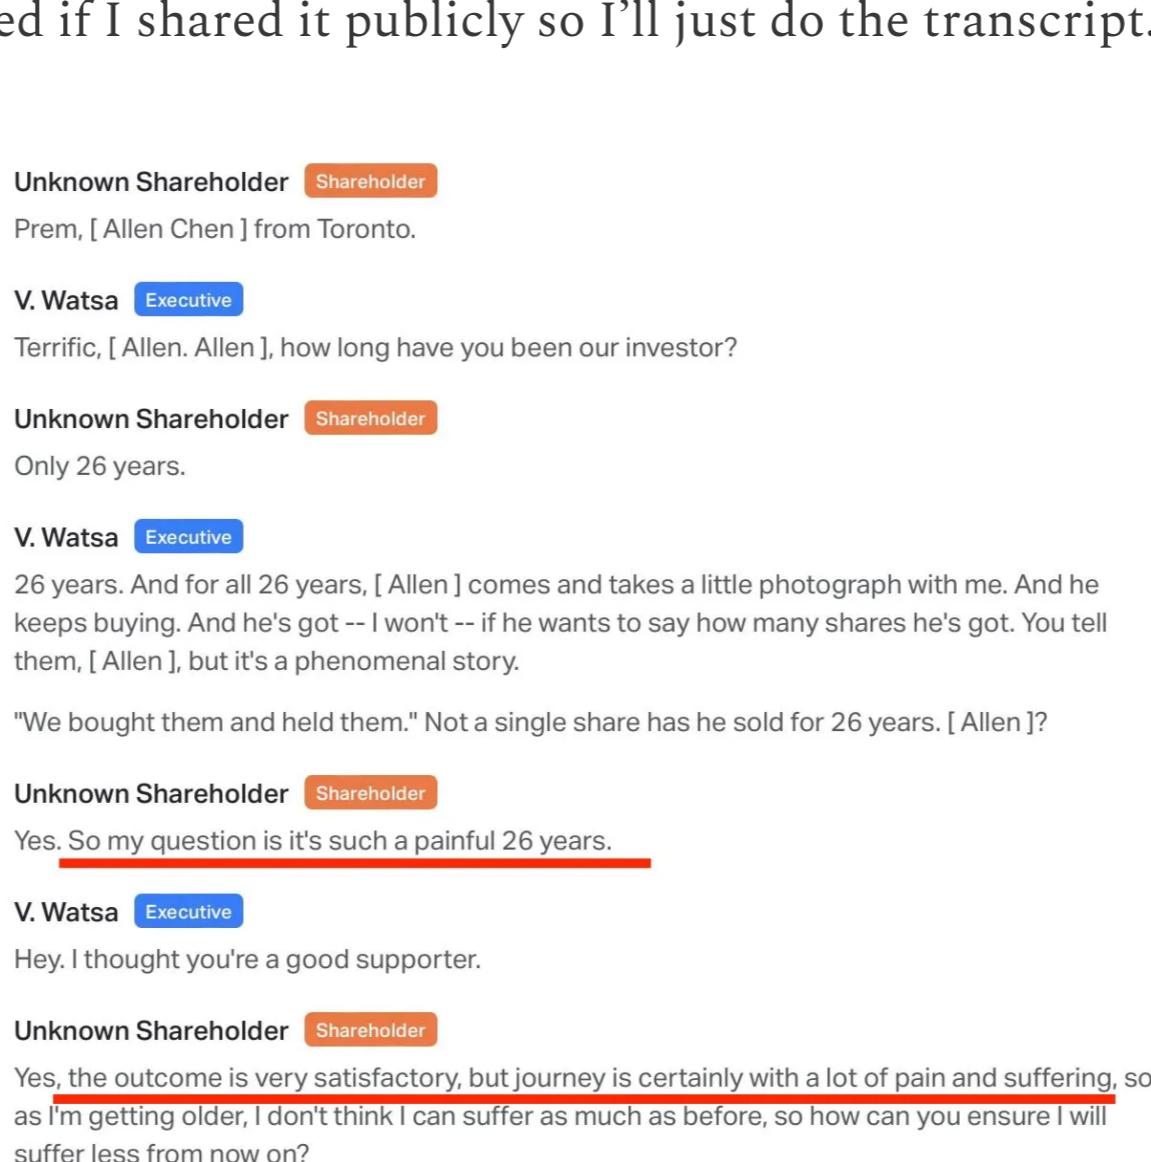 ed if I shared it publicly so I’ll just do the transcript.
Unknown Shareholder Shareholder
Prem, [ Allen Chen ] from Toronto.
V. Watsa Executive
Terrific, [ Allen. Allen ], how long have you been our investor?
Unknown Shareholder Shareholder
Only 26 years.
V. Watsa Executive
26 years. And for all 26 years, [ Allen ] comes and takes a little photograph with me. And he
keeps buying. And he's got -- I won't -- if he wants to say how many shares he's got. You tell
them, [ Allen ], but it's a phenomenal story.
"We bought them and held them." Not a single share has he sold for 26 years. [ Allen ]?
Unknown Shareholder Shareholder
Yes. So my question is it's such a painful 26 years.
V. Watsa Executive
Hey. I thought you're a good supporter.
Unknown Shareholder Shareholder
Yes, the outcome is very satisfactory, but journey is certainly with a lot of pain and suffering, so
as I'm getting older, I don't think I can suffer as much as before, so how can you ensure I will
suffer less from now on?